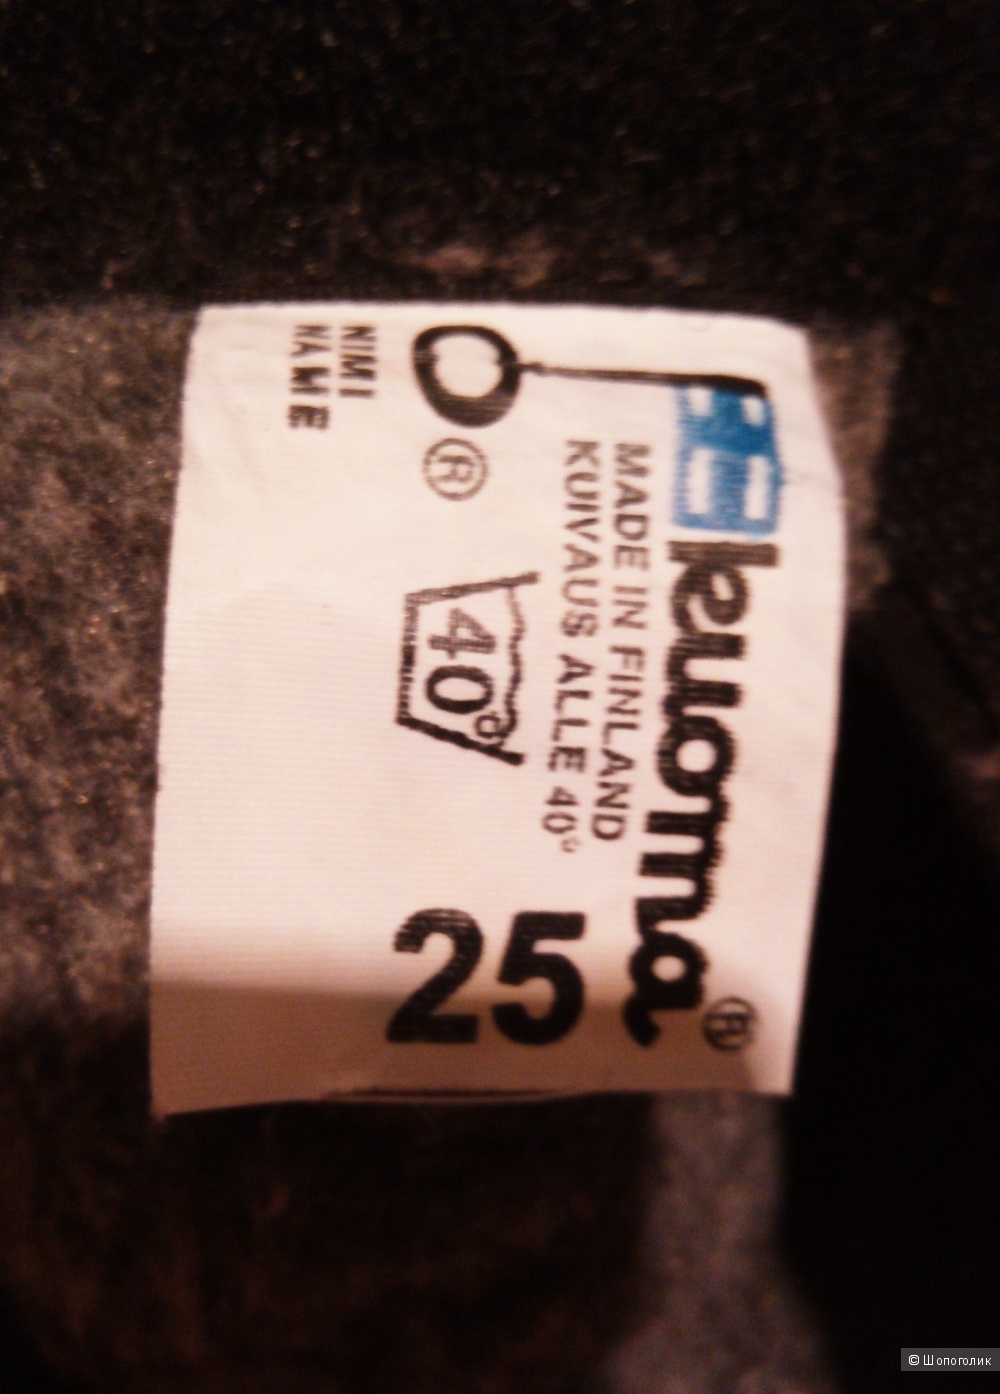 kuoma®
MADE IN FINLAND
KUIVAUS ALLE 40°
®
40°
25
NIMI
NAME
© Шопоголик